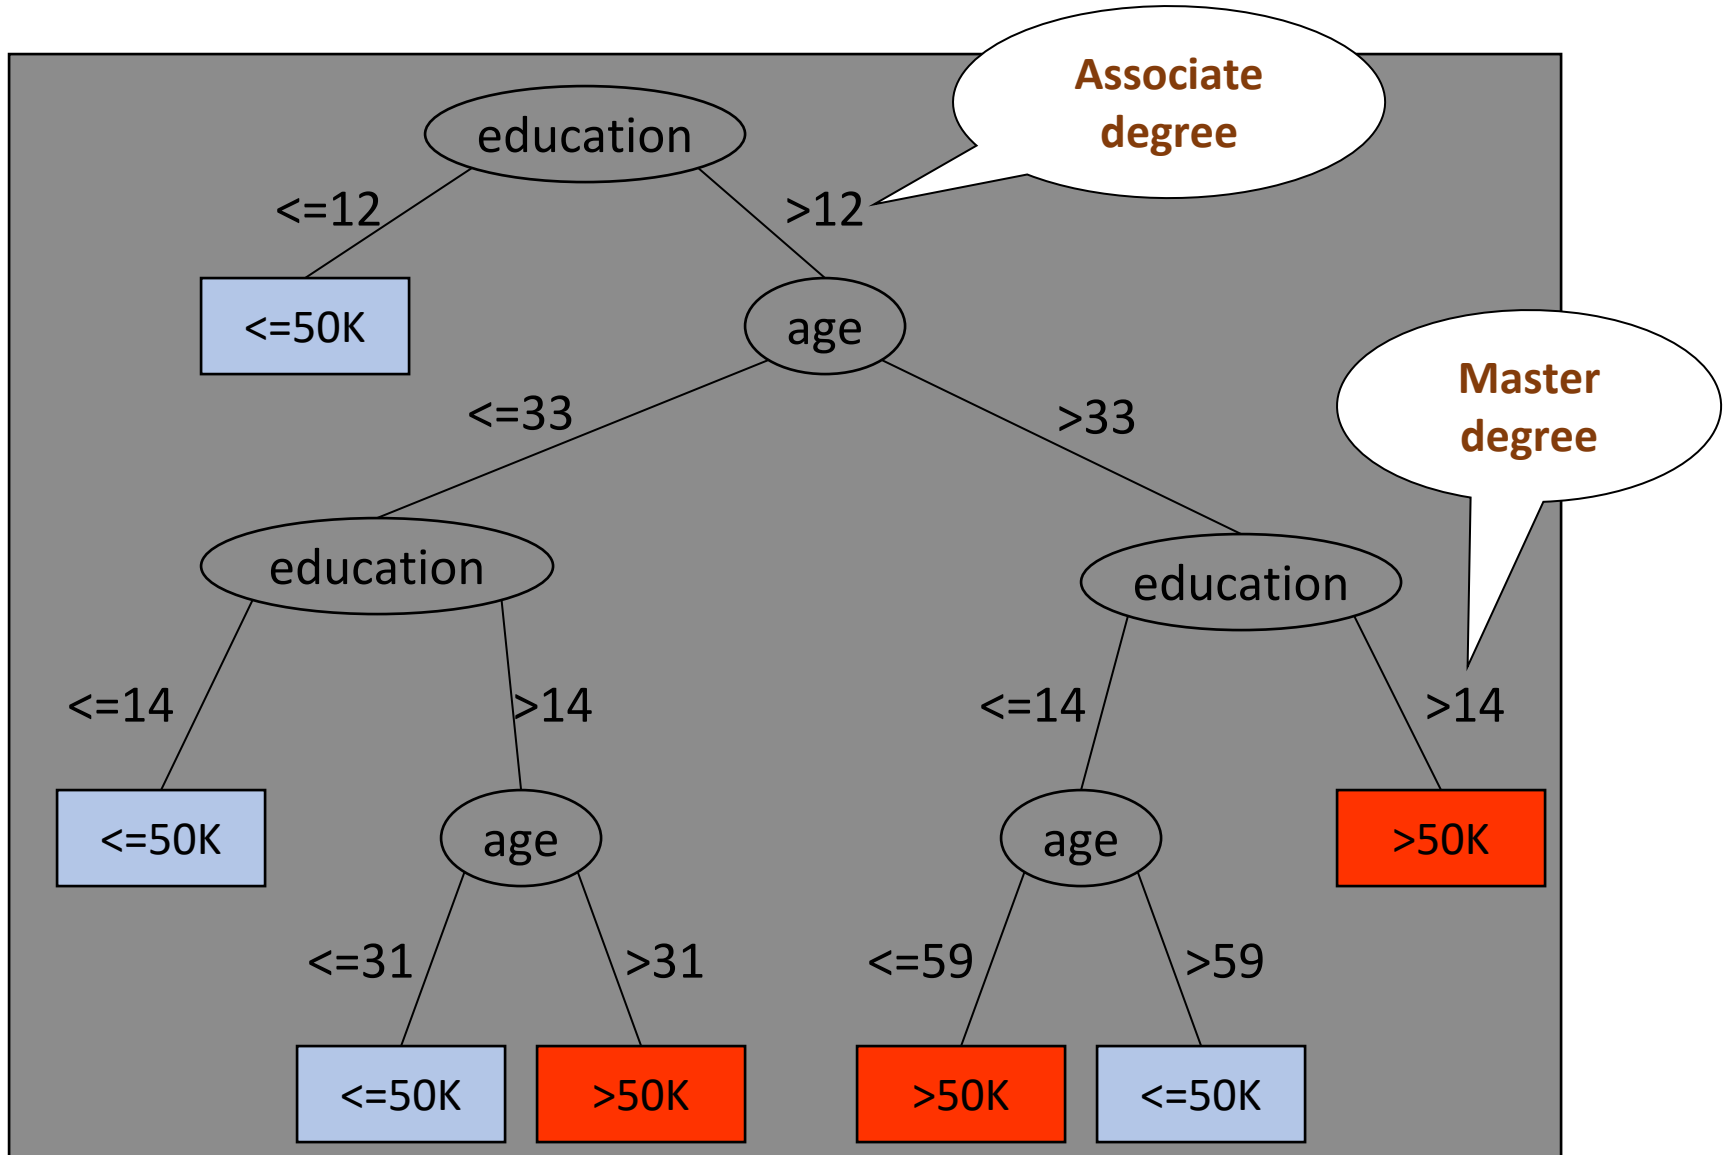 Associate
degree
education
<=12
>12
<=50K
age
Master
degree
<=33
>33
education
education
<=14
>14
<=14
>14
<=50K
age
age
>50K
<=31
>31
<=59
>59
<=50K
>50K
>50K
<=50K